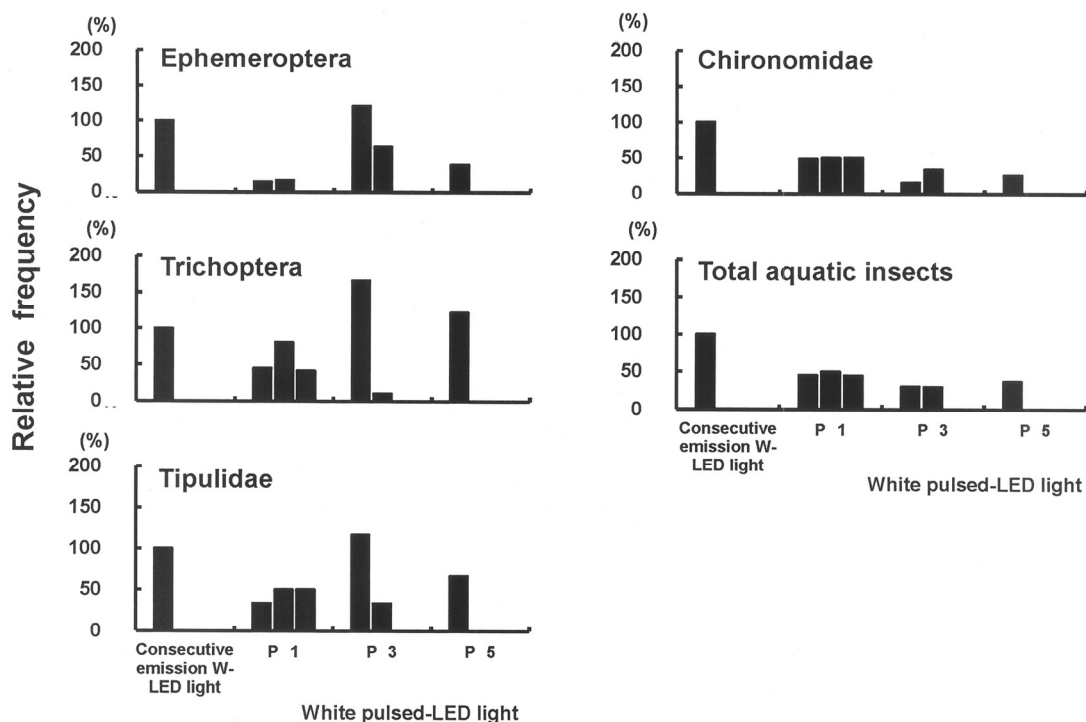 Relative frequency
(%)
200
150
100
50
0
Ephemeroptera
(%)
200
150
100
50
0
Trichoptera
(%)
200
150
100
50
0
Tipulidae
Consecutive
emission W-
LED light
P 1
P 3
P 5
White pulsed-LED light
(%)
200
150
100
50
0
Chironomidae
(%)
200
150
100
50
0
Total aquatic insects
Consecutive
emission W-
LED light
P 1
P 3
P 5
White pulsed-LED light